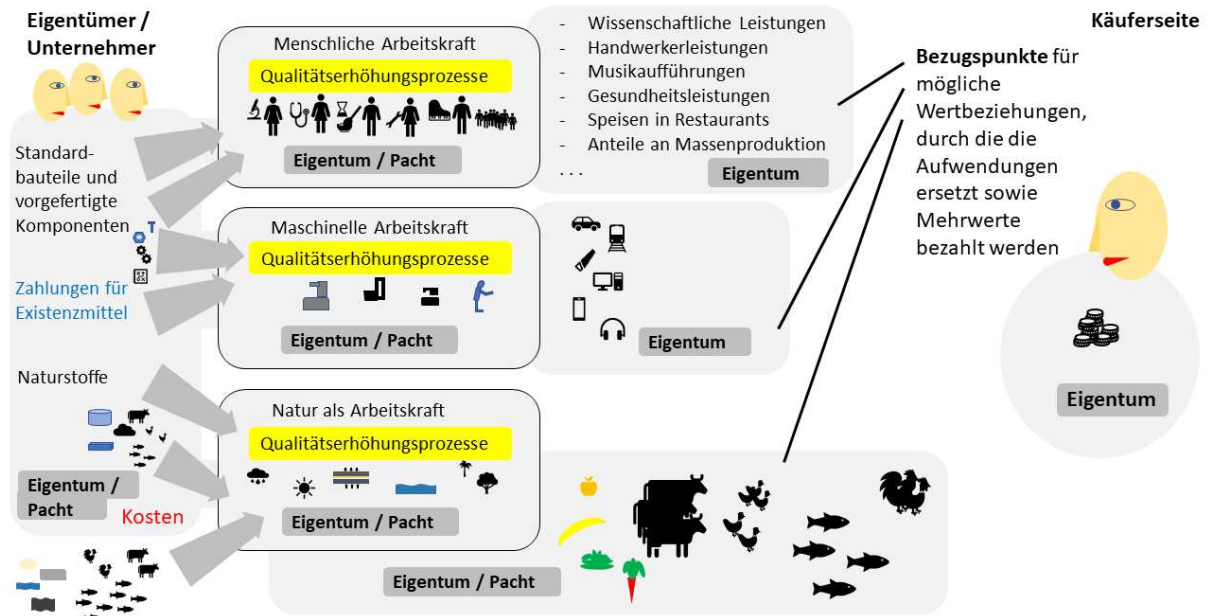 Eigentümer /
Unternehmer
Standard-
bauteile und
vorgefertigte
Komponenten
Zahlungen für
Existenzmittel
Naturstoffe
Eigentum /
Pacht
Kosten
Menschliche Arbeitskraft
Qualitätserhöhungsprozesse
Eigentum / Pacht
- Wissenschaftliche Leistungen
- Handwerkerleistungen
- Musikaufführungen
- Gesundheitsleistungen
- Speisen in Restaurants
- Anteile an Massenproduktion
. . .
Eigentum
Maschinelle Arbeitskraft
Qualitätserhöhungsprozesse
Eigentum / Pacht
Eigentum
Natur als Arbeitskraft
Qualitätserhöhungsprozesse
Eigentum / Pacht
Eigentum / Pacht
Bezugspunkte für
mögliche
Wertbeziehungen,
durch die die
Aufwendungen
ersetzt sowie
Mehrwerte
bezahlt werden
Käuferseite
Eigentum